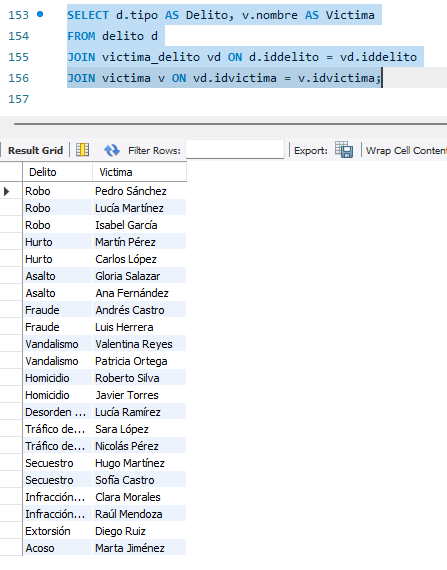 153 SELECT d.tipo AS Delito, v.nombre AS Victima
154 FROM delito d
155 JOIN victima_delito vd ON d.iddelito = vd.iddelito
156 JOIN victima v ON vd.idvictima = v.idvictima;
157
Result Grid Filter Rows: Export: Wrap Cell Conten
Delito Victima
Robo Pedro Sánchez
Robo Lucía Martínez
Robo Isabel García
Hurto Martín Pérez
Hurto Carlos López
Asalto Gloria Salazar
Asalto Ana Fernández
Fraude Andrés Castro
Fraude Luis Herrera
Vandalismo Valentina Reyes
Vandalismo Patricia Ortega
Homicidio Roberto Silva
Homicidio Javier Torres
Desorden ... Lucía Ramírez
Tráfico de... Sara López
Tráfico de... Nicolás Pérez
Secuestro Hugo Martínez
Secuestro Sofía Castro
Infracción... Clara Morales
Infracción... Raúl Mendoza
Extorsión Diego Ruiz
Acoso Marta Jiménez